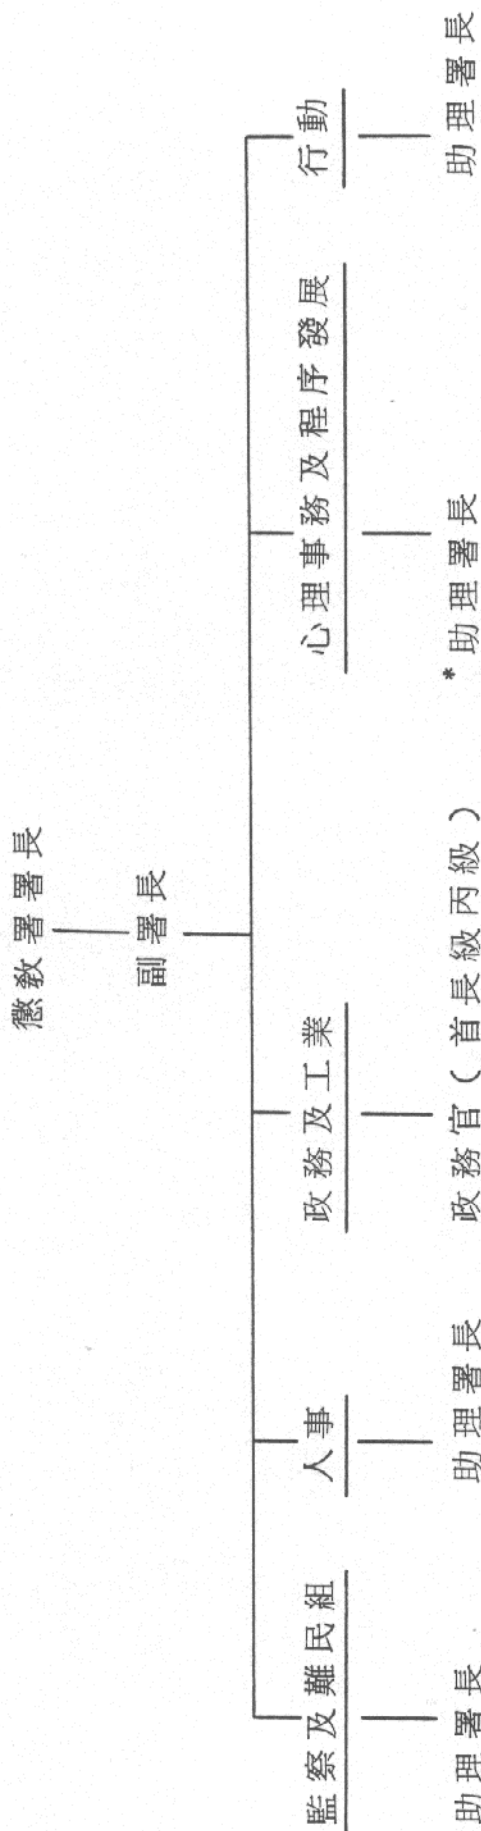 懲教署署長
副署長
監察及難民組
人事
政務及工業
心理事務及程序發展
行動
助理署長
助理署長
政務官（首長級丙級）
*助理署長
助理署長